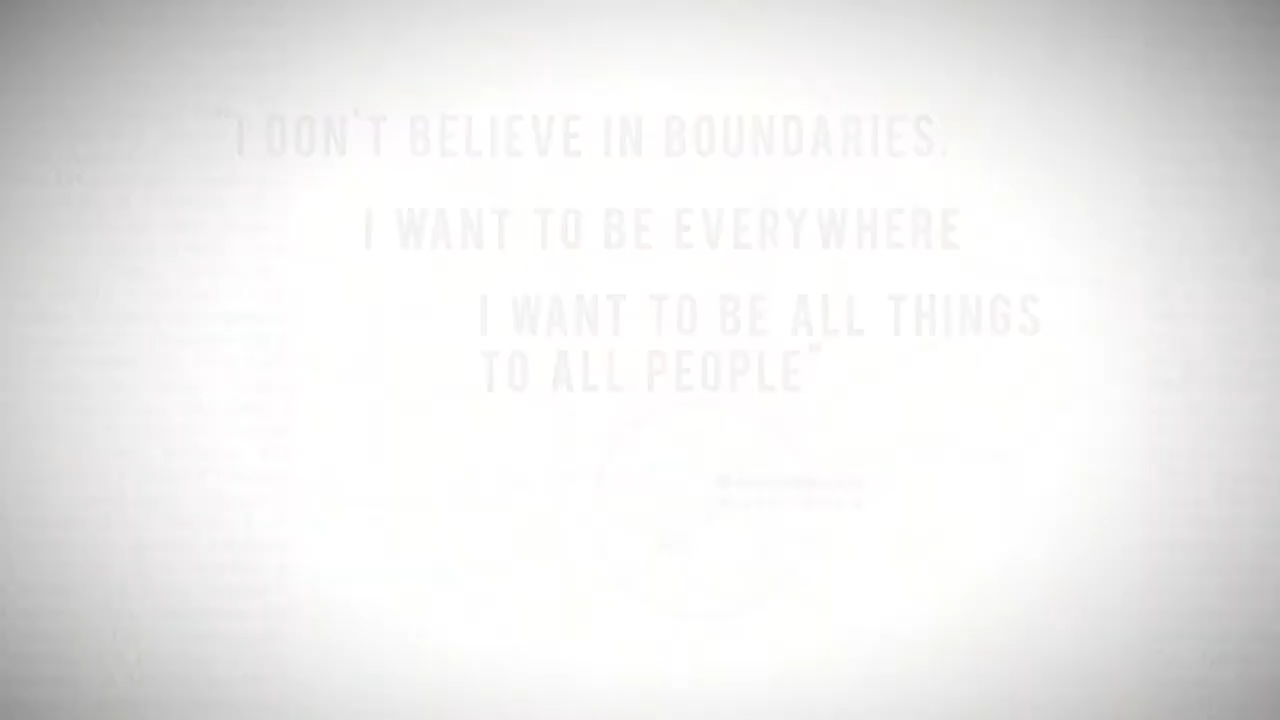 "I DON'T BELIEVE IN BOUNDARIES.
I WANT TO BE EVERYWHERE
I WANT TO BE ALL THINGS
TO ALL PEOPLE"